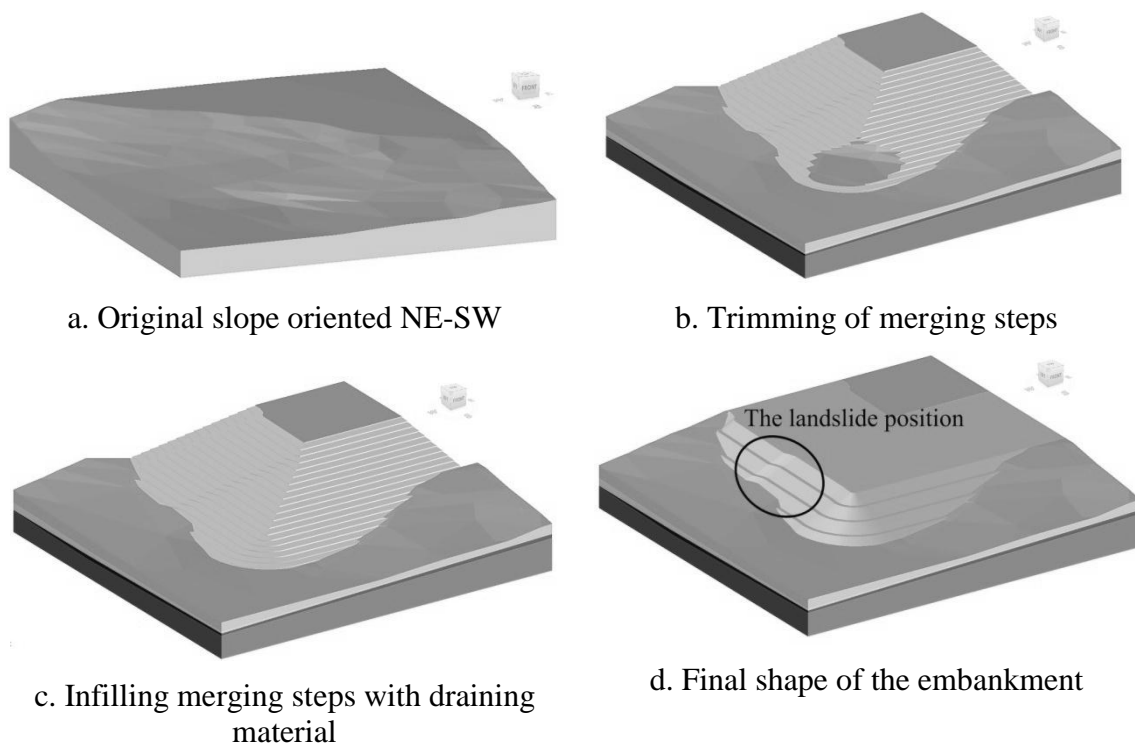 a. Original slope oriented NE-SW
b. Trimming of merging steps
The landslide position
c. Infilling merging steps with draining
material
d. Final shape of the embankment